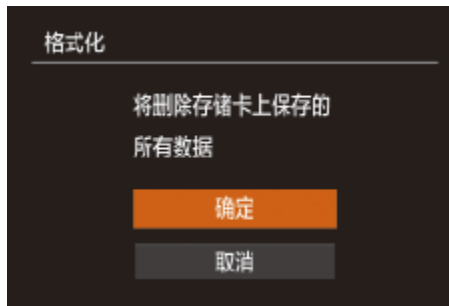 格式化
将删除存储卡上保存的
所有数据
确定
取消